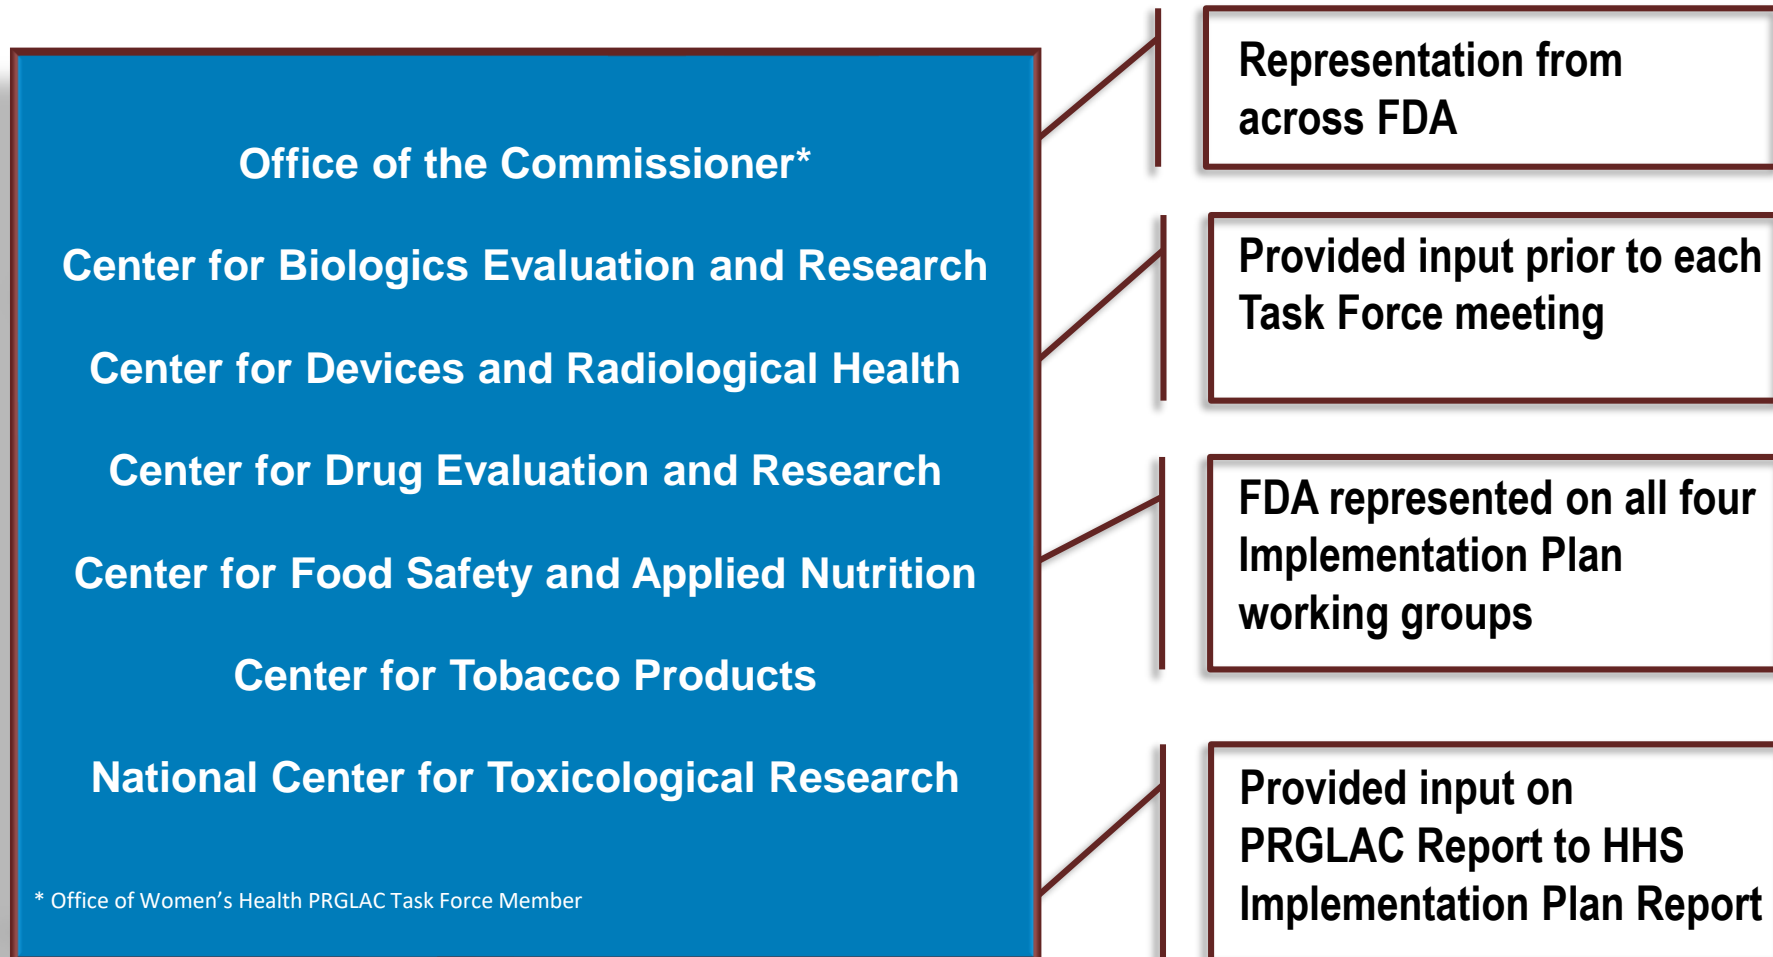 Office of the Commissioner*
Center for Biologics Evaluation and Research
Center for Devices and Radiological Health
Center for Drug Evaluation and Research
Center for Food Safety and Applied Nutrition
Center for Tobacco Products
National Center for Toxicological Research
* Office of Women’s Health PRGLAC Task Force Member
Representation from
across FDA
Provided input prior to each
Task Force meeting
FDA represented on all four
Implementation Plan
working groups
Provided input on
PRGLAC Report to HHS
Implementation Plan Report